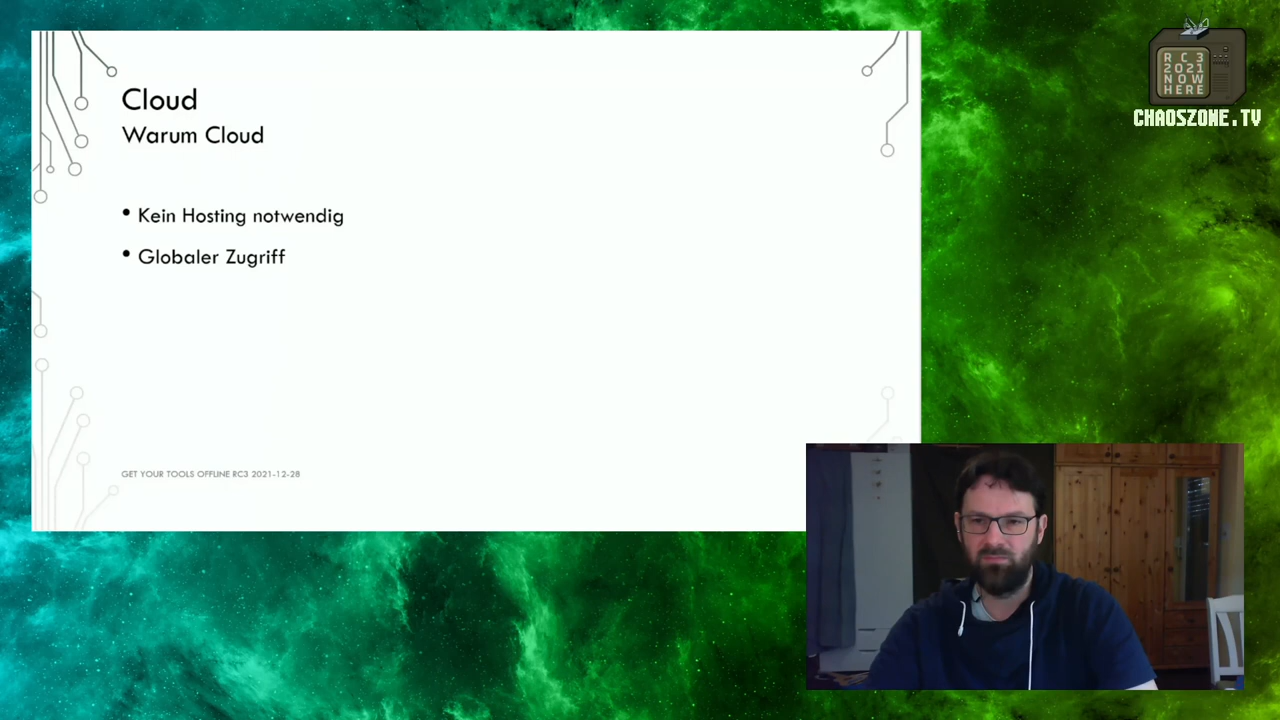 Cloud
Warum Cloud
• Kein Hosting notwendig
• Globaler Zugriff
GET YOUR TOOLS OFFLINE RC3 2021-12-28
RC3
2021
NOW
HERE
CHAOSZONE.TV